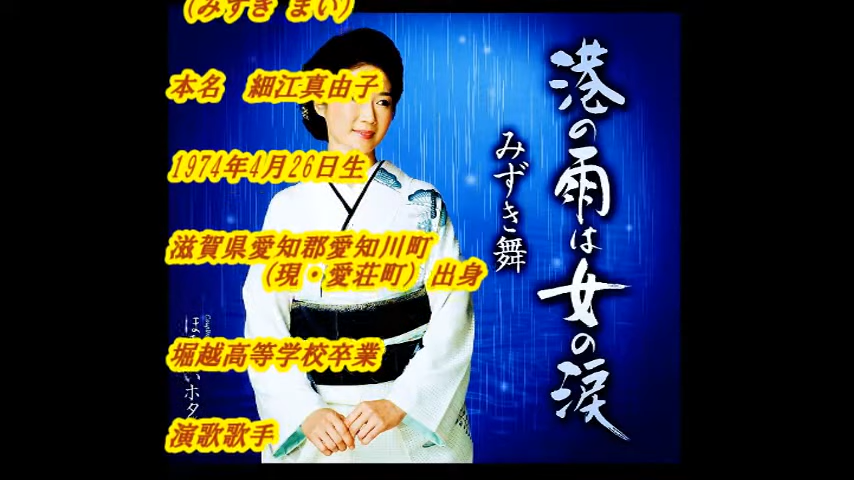 (みずき まい)
本名 細江真由子
1974年4月26日生
滋賀県愛知郡愛知川町
(現・愛荘町)出身
堀越高等学校卒業
演歌歌手
港の雨は女の涙
みずき舞